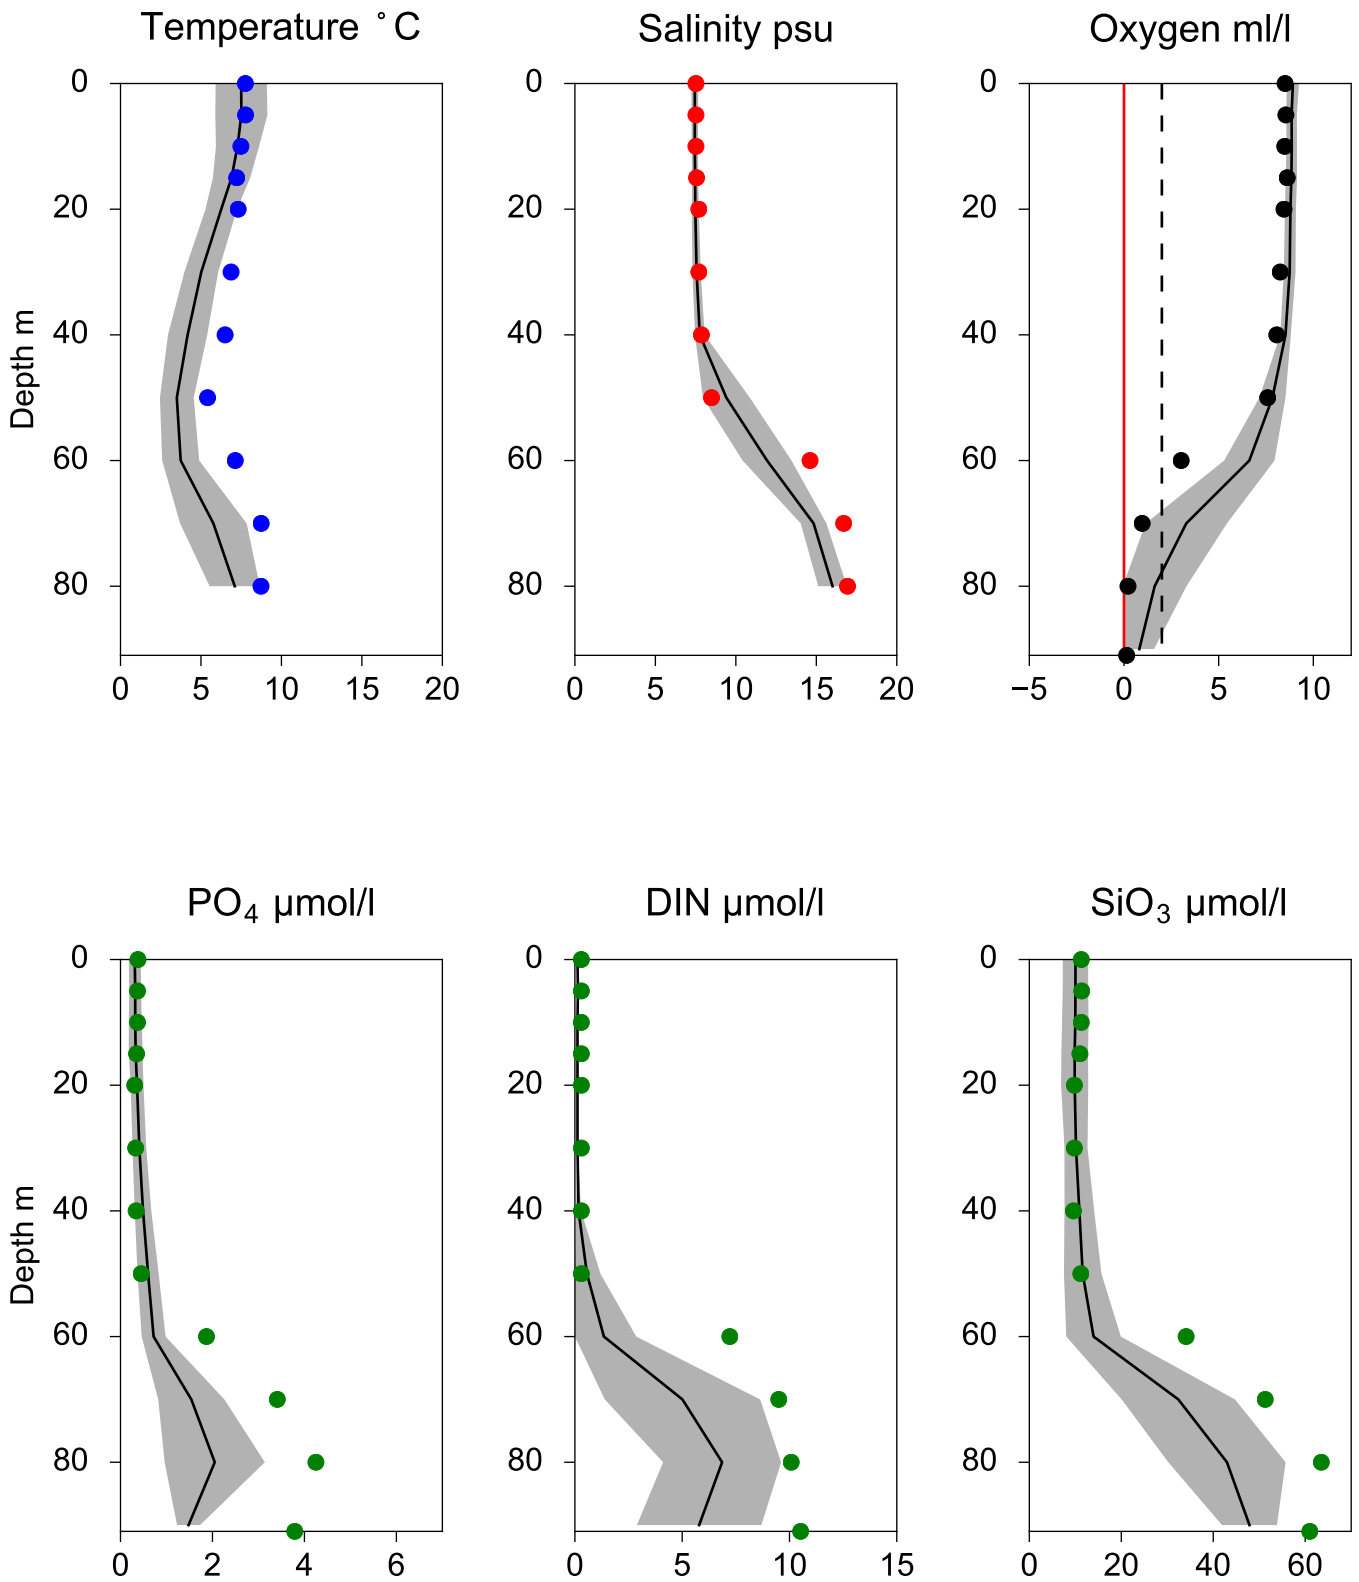 Temperature °C
Salinity psu
Oxygen ml/l
0
20
40
60
80
Depth m
0 5 10 15 20
0
20
40
60
80
0 5 10 15 20
0
20
40
60
80
−5 0 5 10
PO₄ µmol/l
DIN µmol/l
SiO₃ µmol/l
0
20
40
60
80
Depth m
0 2 4 6
0
20
40
60
80
0 5 10 15
0
20
40
60
80
0 20 40 60